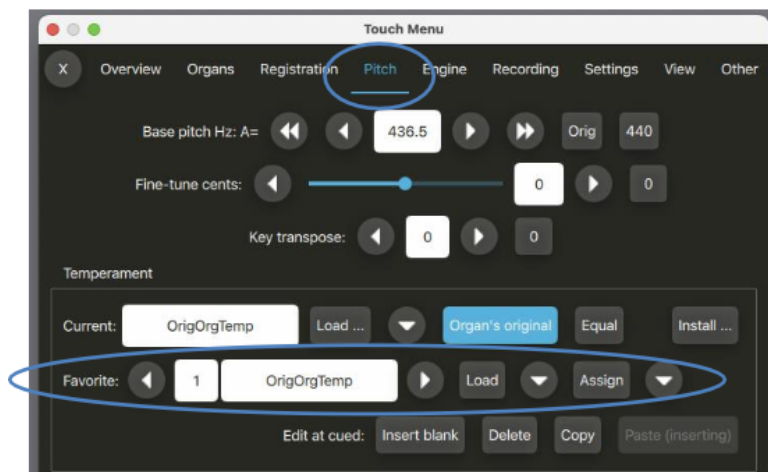 Touch Menu
X Overview Organs Registration Pitch Engine Recording Settings View Other
Base pitch Hz: A= 436.5 Orig 440
Fine-tune cents: 0 0
Key transpose: 0 0
Temperament
Current: OrigOrgTemp Load ... Organ's original Equal Install ...
Favorite: 1 OrigOrgTemp Load Assign
Edit at cued: Insert blank Delete Copy Paste (inserting)